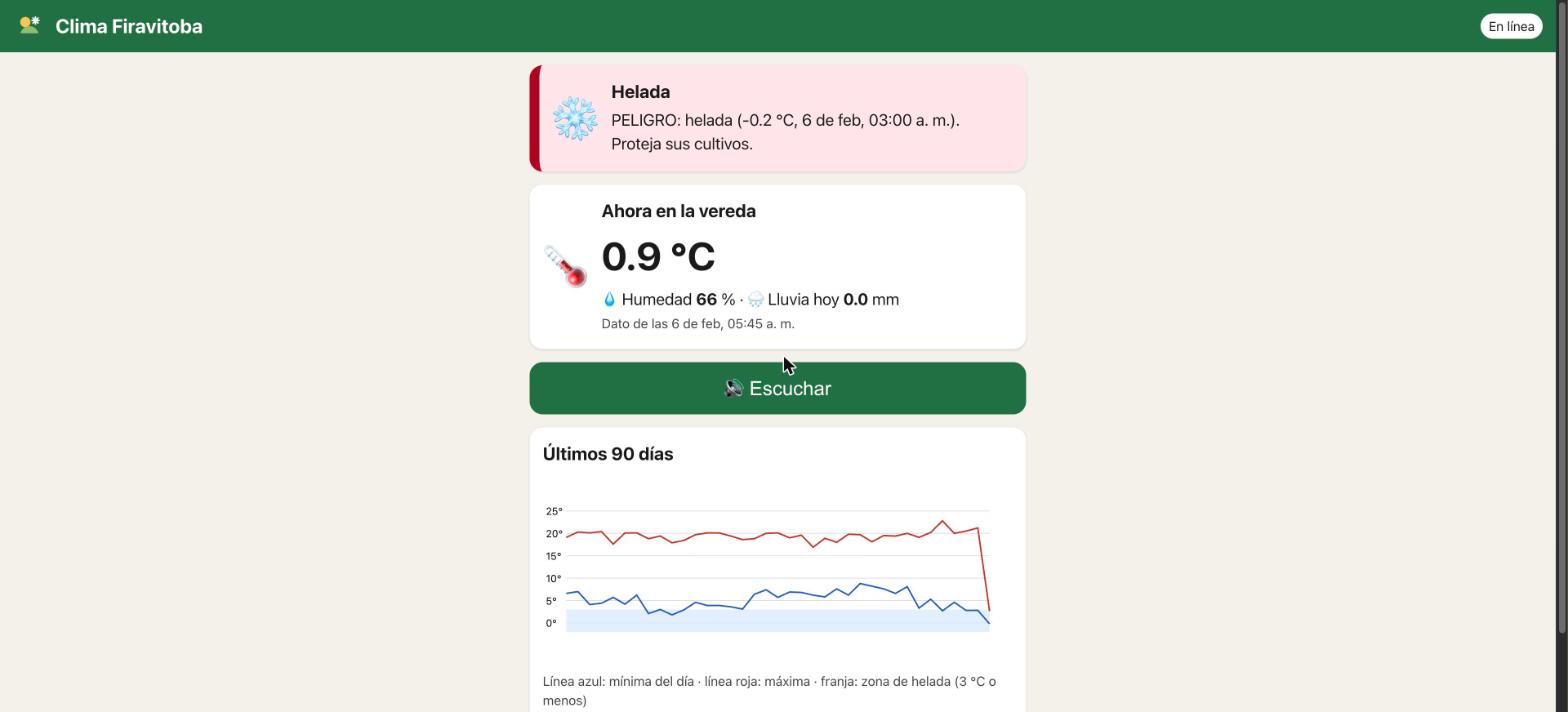 Clima Firavitoba
En línea
Helada
PELIGRO: helada (-0.2 °C, 6 de feb, 03:00 a. m.).
Proteja sus cultivos.
Ahora en la vereda
0.9 °C
Humedad 66 % · Lluvia hoy 0.0 mm
Dato de las 6 de feb, 05:45 a. m.
Escuchar
Últimos 90 días
25°
20°
15°
10°
5°
0°
Línea azul: mínima del día · línea roja: máxima · franja: zona de helada (3 °C o
menos)